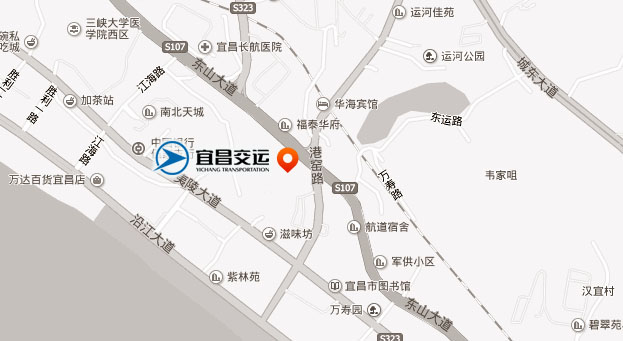 S323
运河佳苑
三峡大学医
学院西区
碗私
吃城
S107
宜昌长航医院
运河公园
东山大道
城东大道
江海路
胜利一路
加茶站
南北天城
华海宾馆
福泰华府
东运路
江海路
宜昌交运
YICHANG TRANSPORTATION
港窑路
万寿路
韦家咀
万达百货宜昌店
夷陵大道
S107
沿江大道
滋味坊
航道宿舍
紫林苑
军供小区
宜昌市图书馆
汉宜村
万寿园
东山大道
碧翠苑
S323